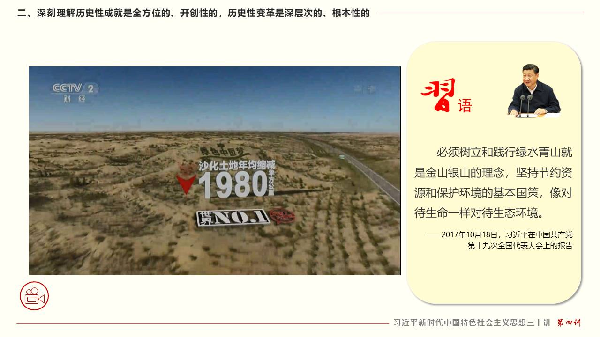 二、深刻理解历史性成就是全方位的、开创性的，历史性变革是深层次的、根本性的
CCTV 2
财经
沙化土地年均缩减
1980
世界NO.1
习语
必须树立和践行绿水青山就
是金山银山的理念，坚持节约资
源和保护环境的基本国策，像对
待生命一样对待生态环境。
2017年10月18日，习近平在中国共产党
第十九次全国代表大会上的报告
习近平新时代中国特色社会主义思想三十讲 第四讲